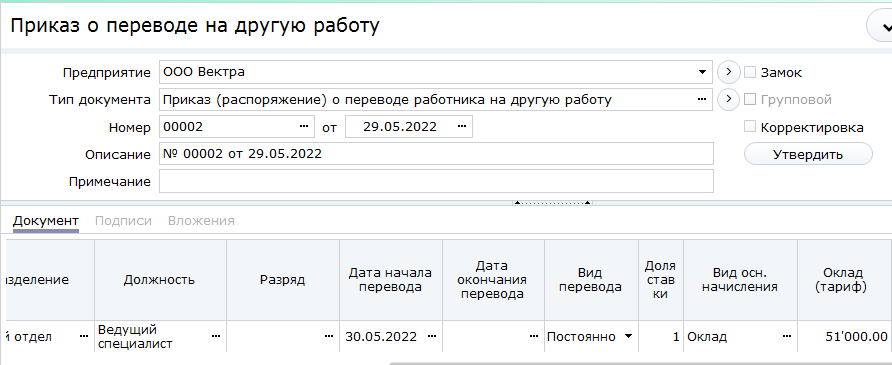 Приказ о переводе на другую работу
Предприятие ООО Вектра Замок
Тип документа Приказ (распоряжение) о переводе работника на другую работу Групповой
Номер 00002 от 29.05.2022 Корректировка
Описание № 00002 от 29.05.2022 Утвердить
Примечание
Документ Подписи Вложения
азделение Должность Разряд Дата начала перевода Дата окончания перевода Вид перевода Доля став ки Вид осн. начисления Оклад (тариф)
й отдел Ведущий специалист 30.05.2022 Постоянно 1 Оклад 51'000.00